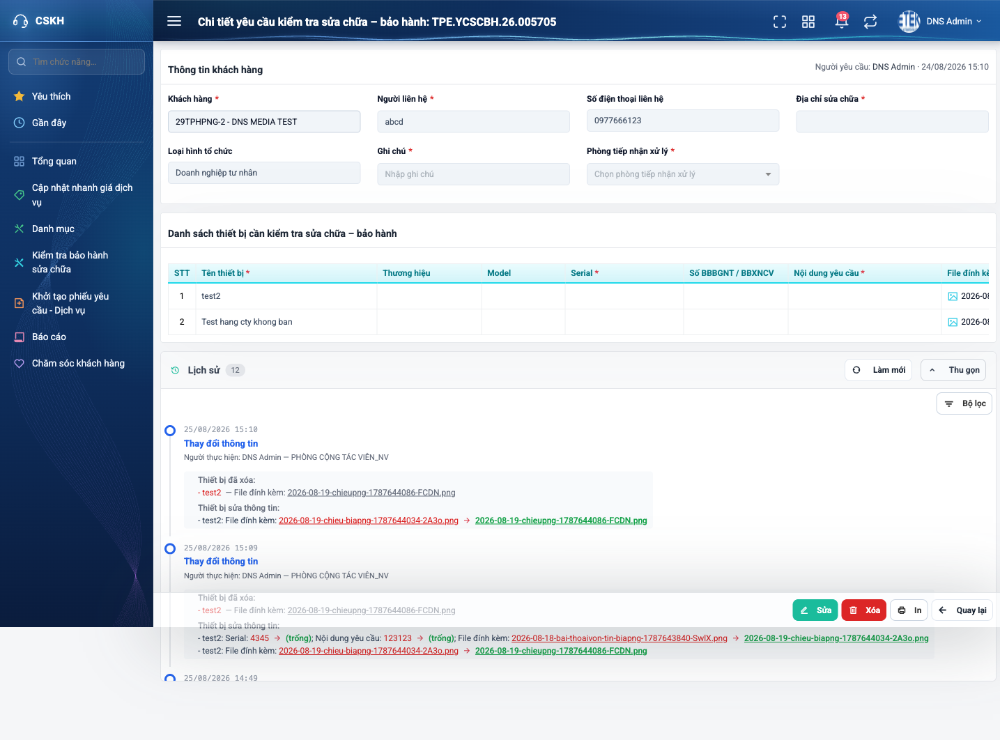 CSKH
Chi tiết yêu cầu kiểm tra sửa chữa – bảo hành: TPE.YCSCBH.26.005705
13
DNS Admin
Tìm chức năng...
Yêu thích
Gần đây
Tổng quan
Cập nhật nhanh giá dịch
vụ
Danh mục
Kiểm tra bảo hành
sửa chữa
Khởi tạo phiếu yêu
cầu - Dịch vụ
Báo cáo
Chăm sóc khách hàng
Thông tin khách hàng
Người yêu cầu: DNS Admin · 24/08/2026 15:10
Khách hàng *
Người liên hệ *
Số điện thoại liên hệ
Địa chỉ sửa chữa *
29TPHPNG-2 - DNS MEDIA TEST
abcd
0977666123
Loại hình tổ chức
Ghi chú *
Phòng tiếp nhận xử lý *
Doanh nghiệp tư nhân
Nhập ghi chú
Chọn phòng tiếp nhận xử lý
Danh sách thiết bị cần kiểm tra sửa chữa – bảo hành
STT Tên thiết bị * Thương hiệu Model Serial * Số BBBGNT / BBXNCV Nội dung yêu cầu * File đính kè
1 test2 2026-08
2 Test hang cty khong ban 2026-08
Lịch sử 12
Làm mới
Thu gọn
Bộ lọc
25/08/2026 15:10
Thay đổi thông tin
Người thực hiện: DNS Admin — PHÒNG CỘNG TÁC VIÊN_NV
Thiết bị đã xóa:
- test2 — File đính kèm: 2026-08-19-chieupng-1787644086-FCDN.png
Thiết bị sửa thông tin:
- test2: File đính kèm: 2026-08-19-chieu-biapng-1787644034-2A3o.png → 2026-08-19-chieupng-1787644086-FCDN.png
25/08/2026 15:09
Thay đổi thông tin
Người thực hiện: DNS Admin — PHÒNG CỘNG TÁC VIÊN_NV
Thiết bị đã xóa:
- test2 — File đính kèm: 2026-08-19-chieupng-1787644086-FCDN.png
Sửa
Xóa
In
Quay lại
Thiết bị sửa thông tin:
- test2: Serial: 4345 → (trống); Nội dung yêu cầu: 123123 → (trống); File đính kèm: 2026-08-18-bai-thoaivon-tin-biapng-1787643840-SwIX.png → 2026-08-19-chieu-biapng-1787644034-2A3o.png
- test2: File đính kèm: 2026-08-19-chieu-biapng-1787644034-2A3o.png → 2026-08-19-chieupng-1787644086-FCDN.png
25/08/2026 14:49